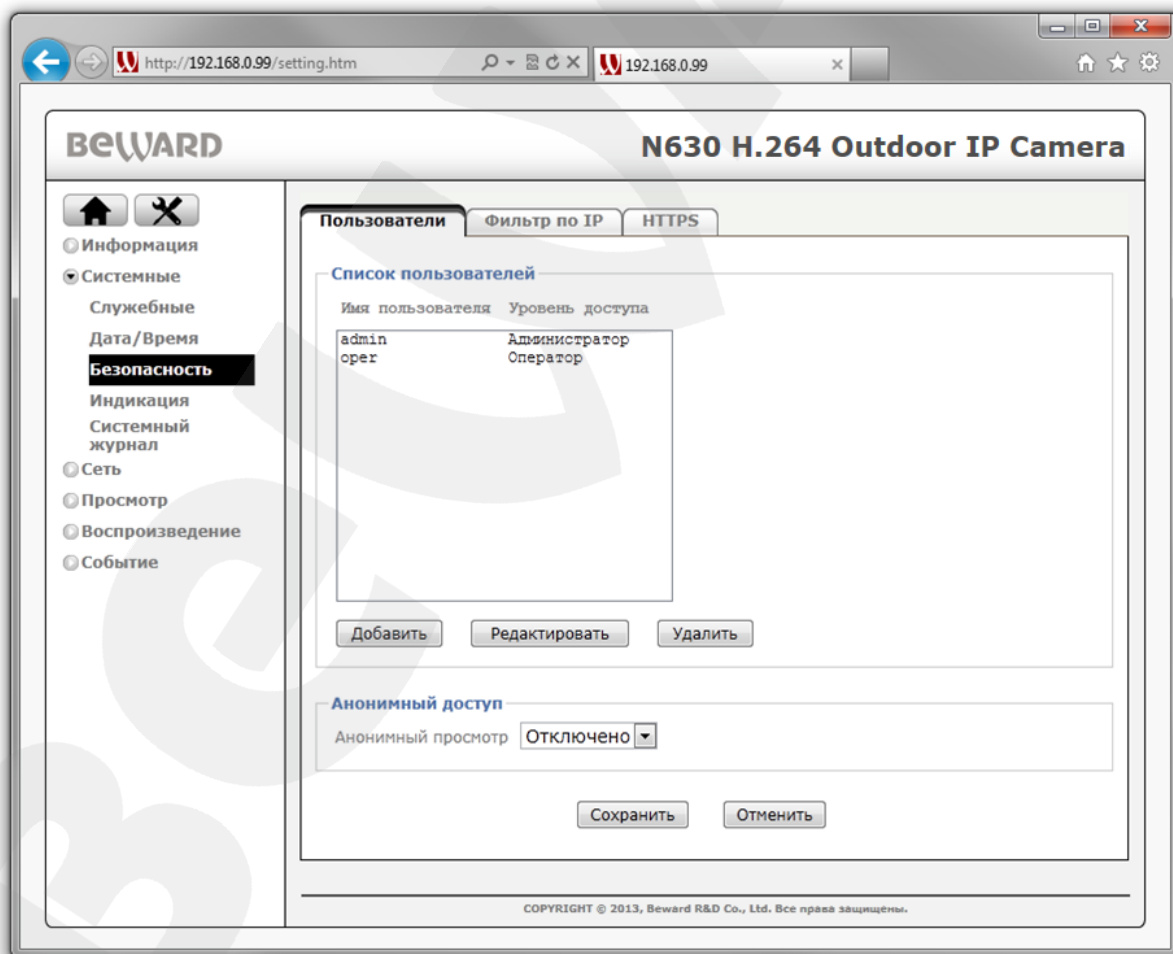 http://192.168.0.99/setting.htm
192.168.0.99
BEWARD
N630 H.264 Outdoor IP Camera
Информация
Системные
Служебные
Дата/Время
Безопасность
Индикация
Системный
журнал
Сеть
Просмотр
Воспроизведение
Событие
Пользователи
Фильтр по IP
HTTPS
Список пользователей
Имя пользователя Уровень доступа
admin Администратор
oper Оператор
Добавить
Редактировать
Удалить
Анонимный доступ
Анонимный просмотр Отключено
Сохранить
Отменить
COPYRIGHT © 2013, Beward R&D Co., Ltd. Все права защищены.